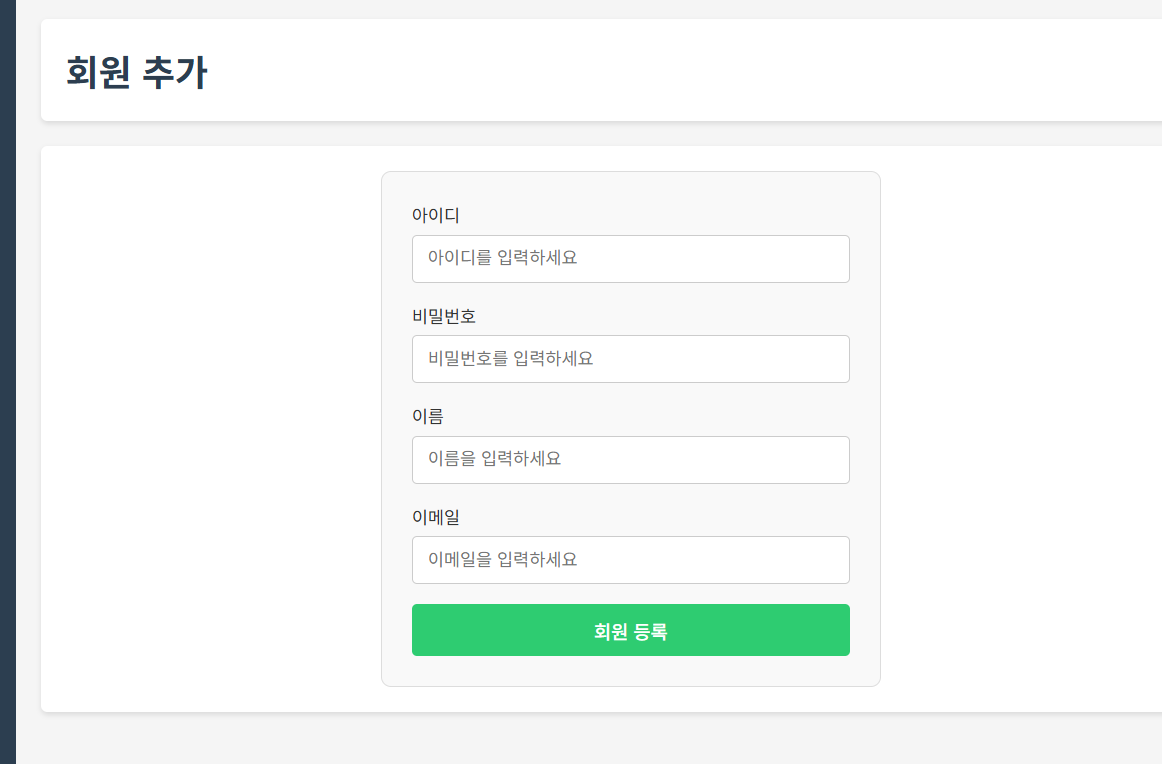 회원 추가
아이디
아이디를 입력하세요
비밀번호
비밀번호를 입력하세요
이름
이름을 입력하세요
이메일
이메일을 입력하세요
회원 등록